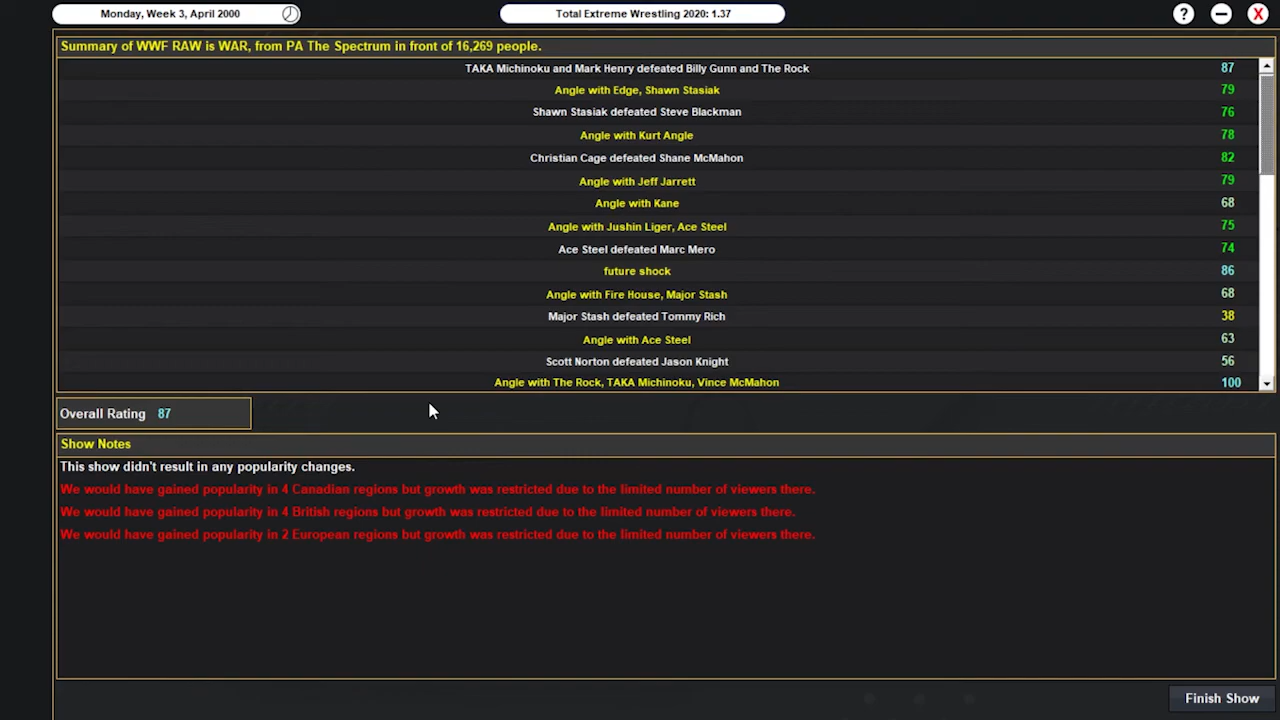 Monday, Week 3, April 2000
Total Extreme Wrestling 2020: 1.37
?
X
Summary of WWF RAW is WAR, from PA The Spectrum in front of 16,269 people.
TAKA Michinoku and Mark Henry defeated Billy Gunn and The Rock 87
Angle with Edge, Shawn Stasiak 79
Shawn Stasiak defeated Steve Blackman 76
Angle with Kurt Angle 78
Christian Cage defeated Shane McMahon 82
Angle with Jeff Jarrett 79
Angle with Kane 68
Angle with Jushin Liger, Ace Steel 75
Ace Steel defeated Marc Mero 74
future shock 86
Angle with Fire House, Major Stash 68
Major Stash defeated Tommy Rich 38
Angle with Ace Steel 63
Scott Norton defeated Jason Knight 56
Angle with The Rock, TAKA Michinoku, Vince McMahon 100
Overall Rating 87
Show Notes
This show didn't result in any popularity changes.
We would have gained popularity in 4 Canadian regions but growth was restricted due to the limited number of viewers there.
We would have gained popularity in 4 British regions but growth was restricted due to the limited number of viewers there.
We would have gained popularity in 2 European regions but growth was restricted due to the limited number of viewers there.
Finish Show